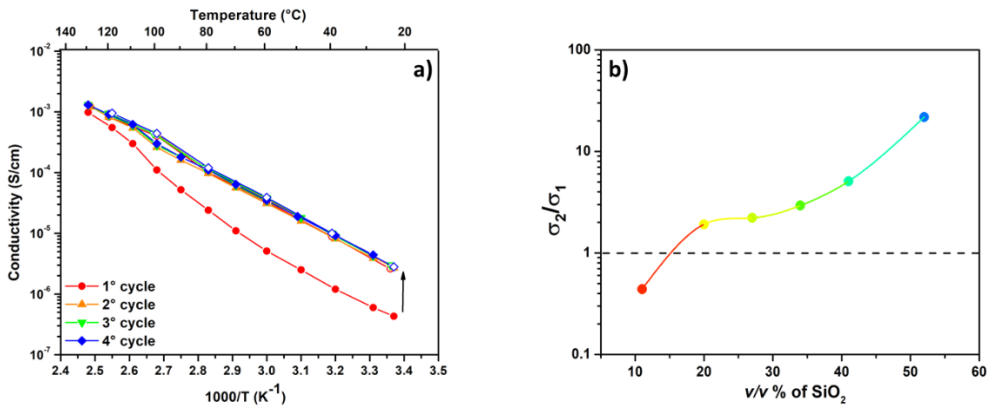 Temperature (°C)
140 120 100 80 60 40 20
a)
Conductivity (S/cm)
10⁻²
10⁻³
10⁻⁴
10⁻⁵
10⁻⁶
10⁻⁷
1° cycle
2° cycle
3° cycle
4° cycle
2.4 2.5 2.6 2.7 2.8 2.9 3.0 3.1 3.2 3.3 3.4 3.5
1000/T (K⁻¹)
b)
σ₂/σ₁
100
10
1
0.1
10 20 30 40 50 60
v/v % of SiO₂